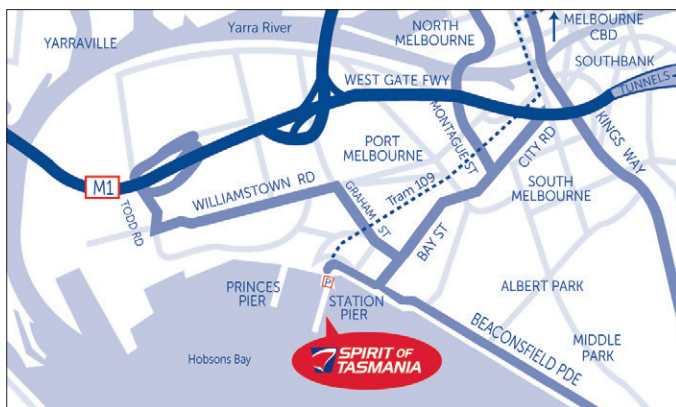 YARRAVILLE
Yarra River
NORTH
MELBOURNE
MELBOURNE
CBD
SOUTHBANK
TUNNELS
WEST GATE FWY
MONTAGUE ST
CITY RD
KINGS WAY
PORT
MELBOURNE
M1
TODD RD
WILLIAMSTOWN RD
GRAHAM ST
Tram 109
BAY ST
SOUTH
MELBOURNE
PRINCES
PIER
P
STATION
PIER
ALBERT PARK
BEACONSFIELD PDE
MIDDLE
PARK
Hobsons Bay
SPIRIT OF
TASMANIA